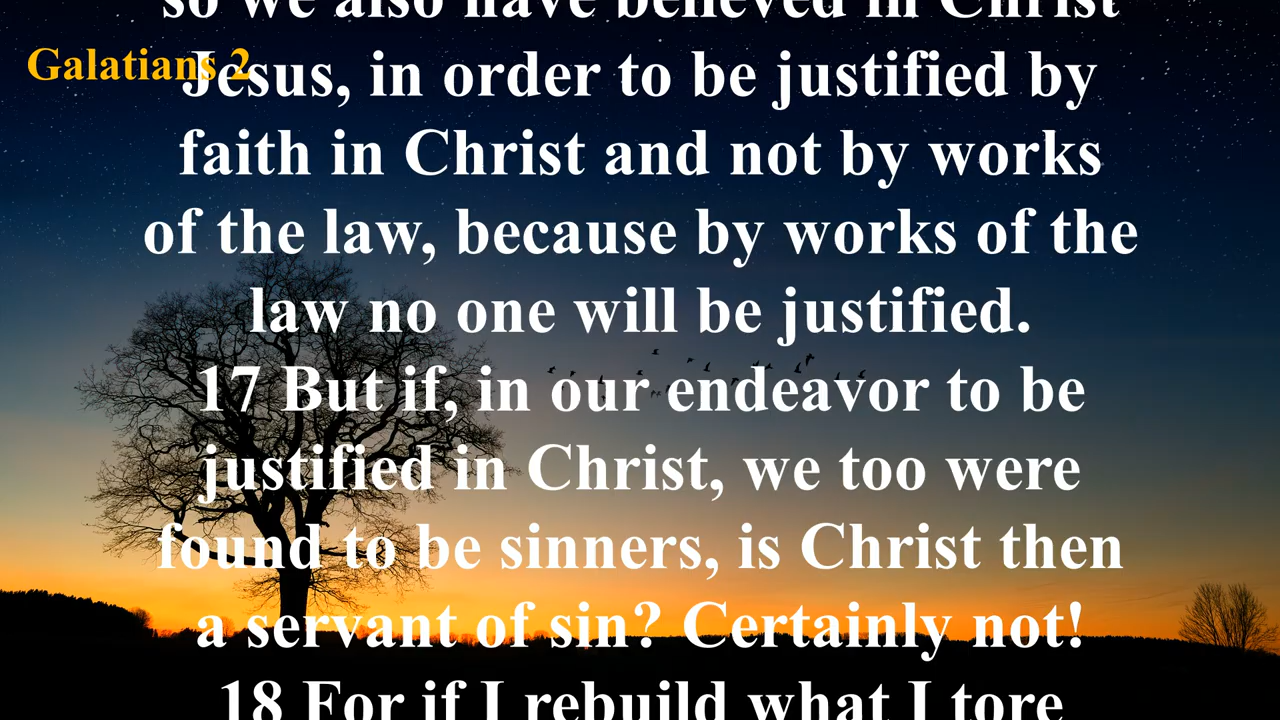 so we also have believed in Christ
Galatians 2
Jesus, in order to be justified by
faith in Christ and not by works
of the law, because by works of the
law no one will be justified.
17 But if, in our endeavor to be
justified in Christ, we too were
found to be sinners, is Christ then
a servant of sin? Certainly not!
18 For if I rebuild what I tore